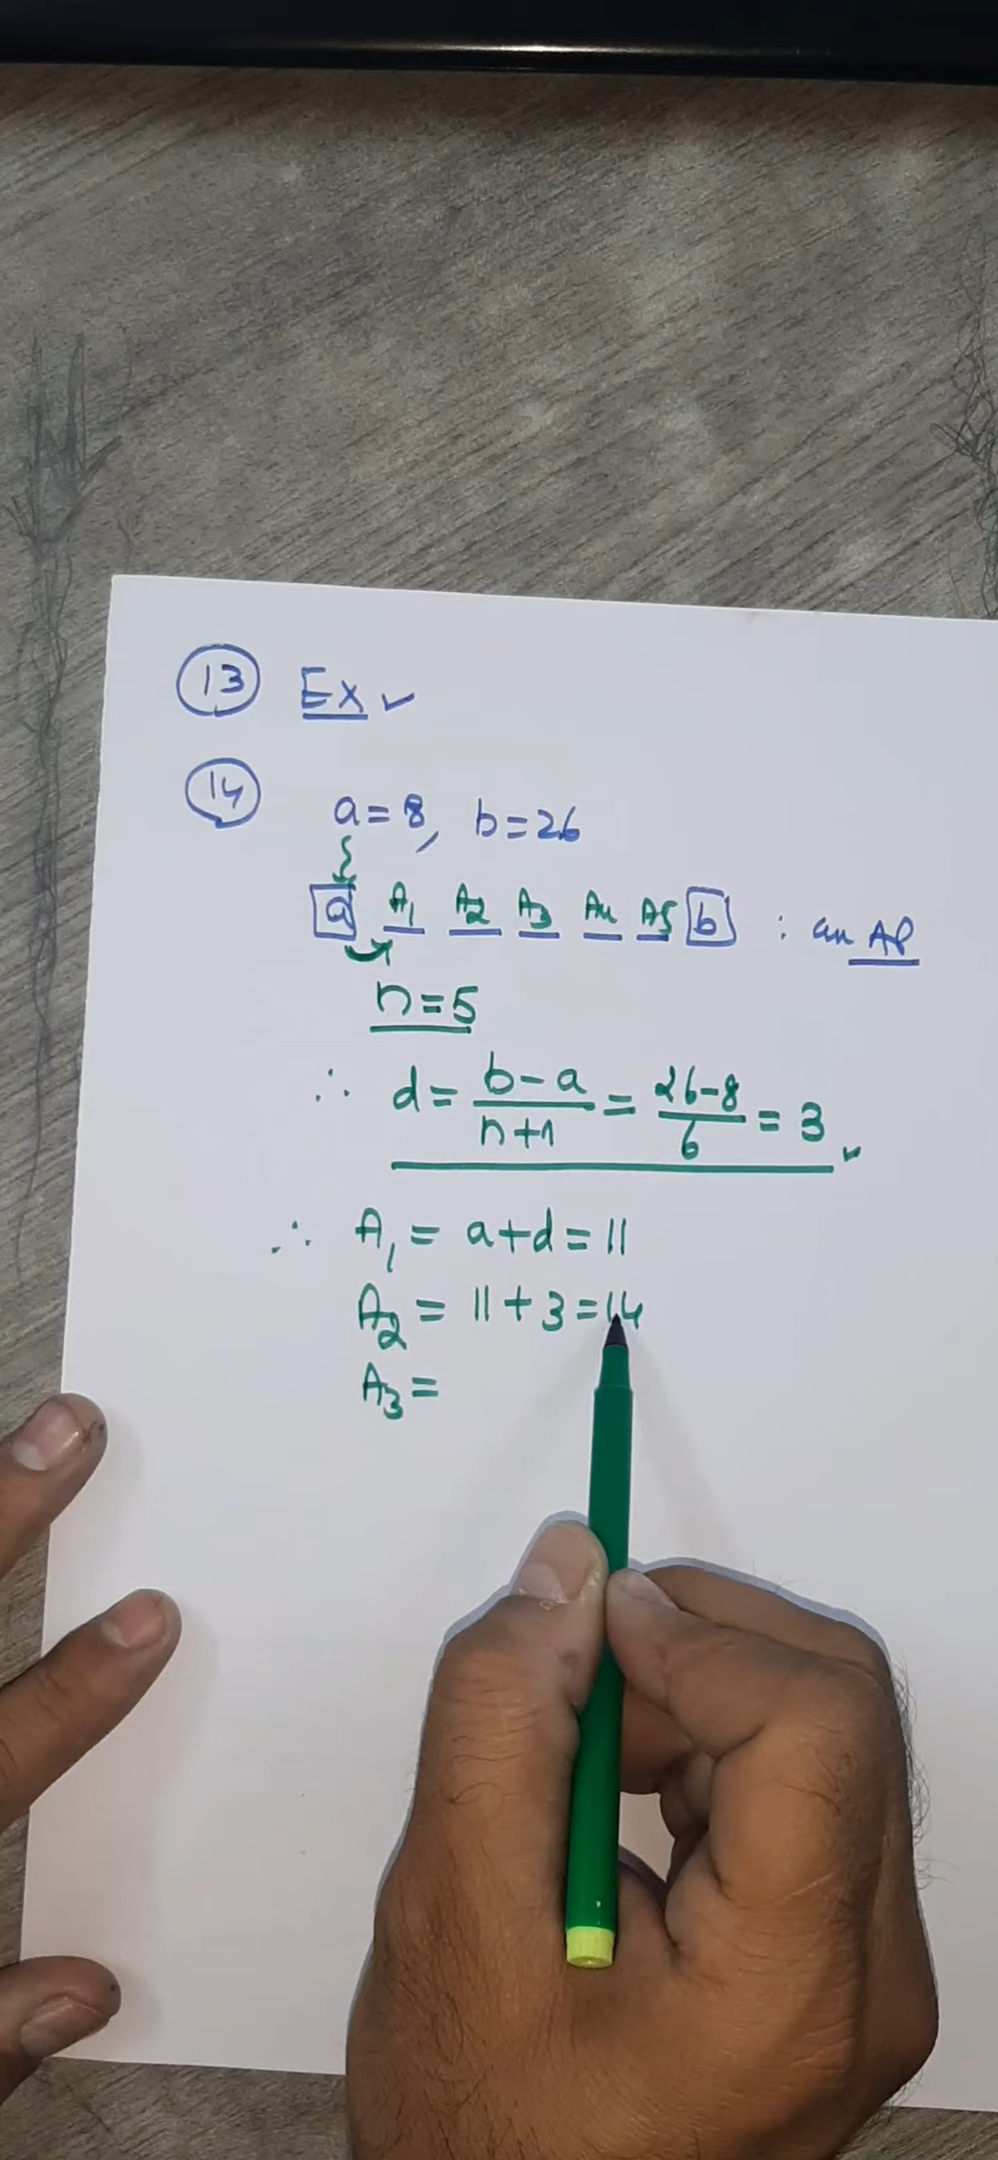 13 Ex ✓
14 a = 8, b = 26
a A1 A2 A3 A4 A5 b : an AP
n = 5
∴ d = b-a/n+1 = 26-8/6 = 3
∴ A1 = a+d = 11
A2 = 11 + 3 = 14
A3 =